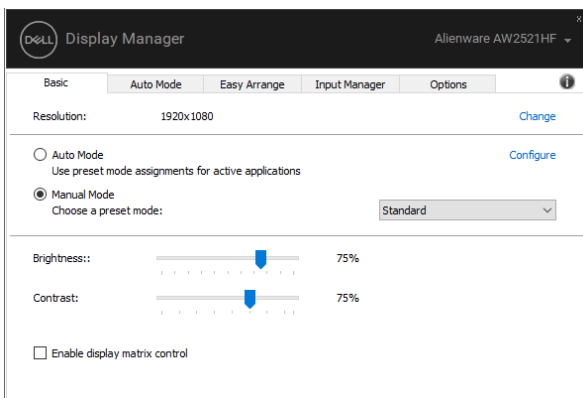 DELL Display Manager Alienware AW2521HF
x
Basic Auto Mode Easy Arrange Input Manager Options i
Resolution: 1920x1080 Change
Auto Mode Configure
Use preset mode assignments for active applications
Manual Mode
Choose a preset mode: Standard
Brightness:: 75%
Contrast: 75%
Enable display matrix control